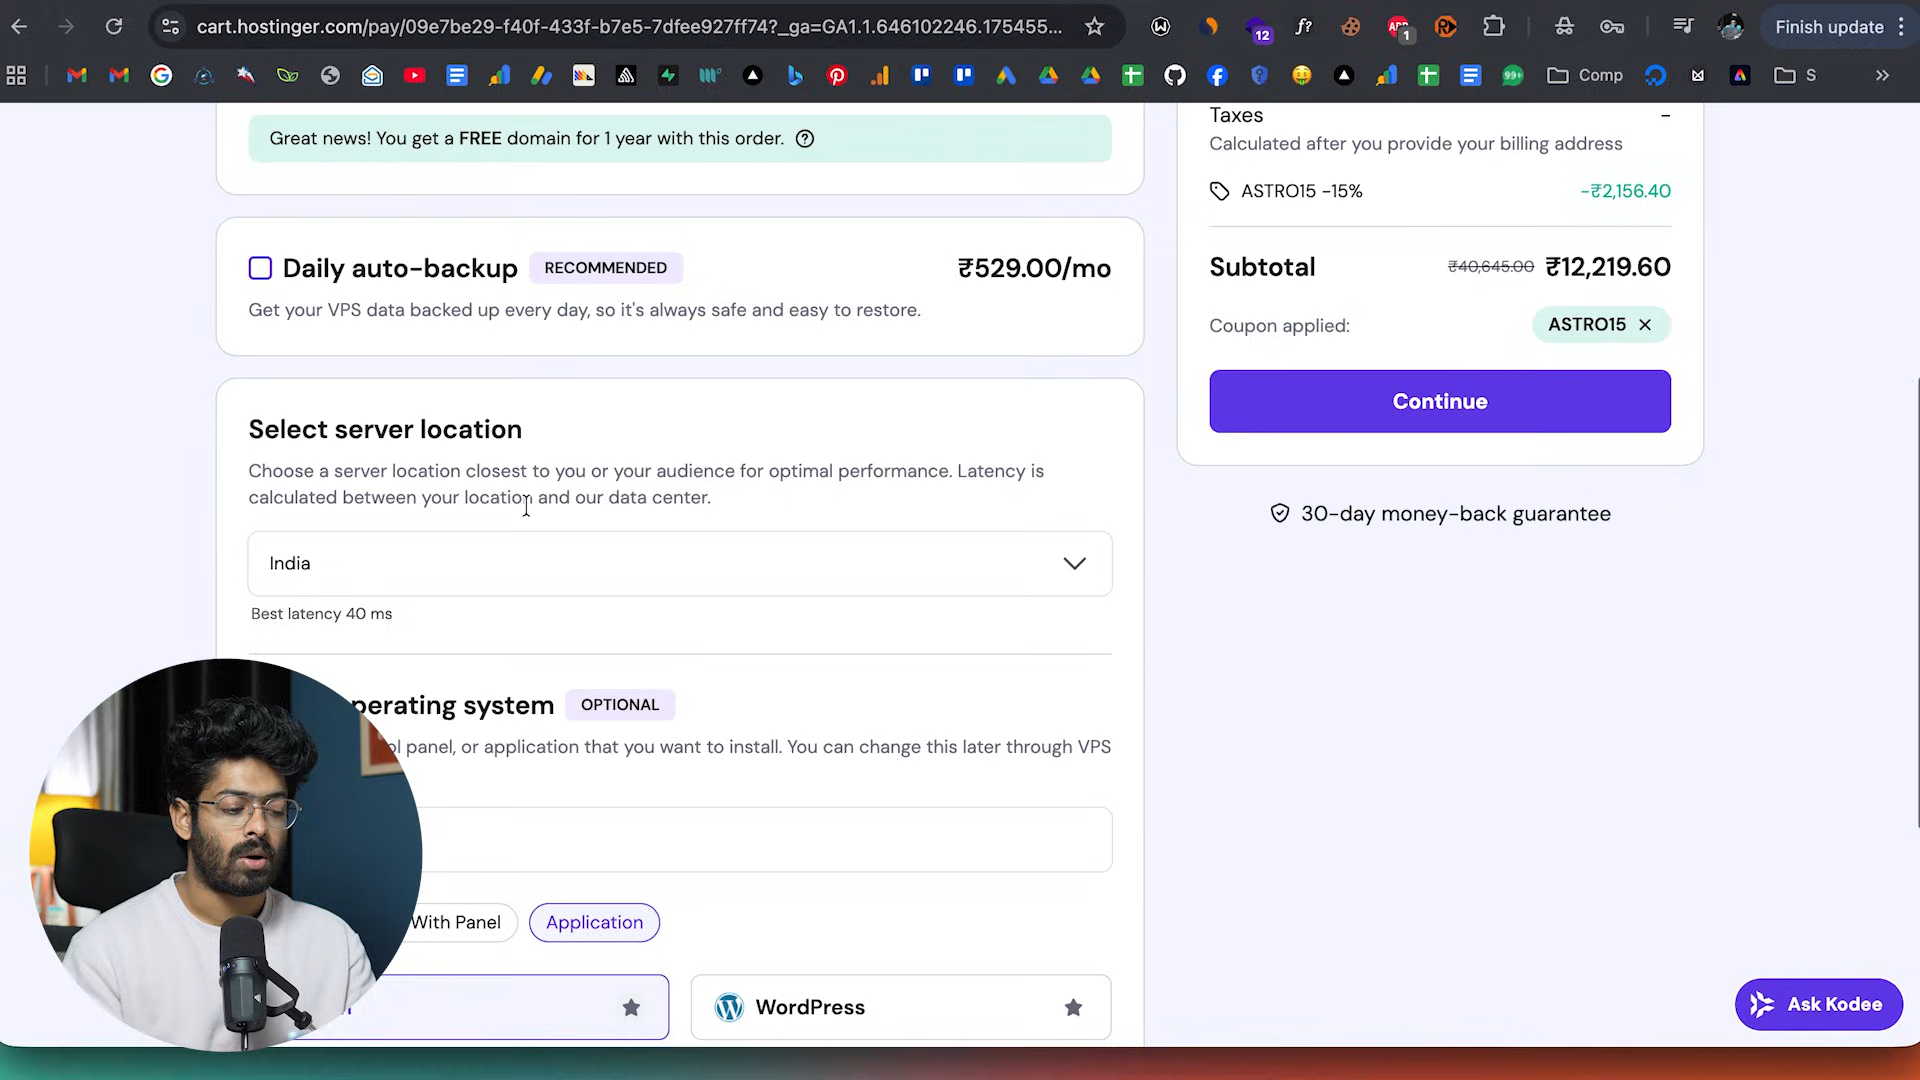 cart.hostinger.com/pay/09e7be29-f40f-433f-b7e5-7dfee927ff74?_ga=GA1.1.646102246.175455...
12
1
Finish update
99+
Comp
S
Great news! You get a FREE domain for 1 year with this order.
Daily auto-backup
RECOMMENDED
₹529.00/mo
Get your VPS data backed up every day, so it's always safe and easy to restore.
Select server location
Choose a server location closest to you or your audience for optimal performance. Latency is
calculated between your location and our data center.
India
Best latency 40 ms
perating system
OPTIONAL
ol panel, or application that you want to install. You can change this later through VPS
With Panel
Application
WordPress
Taxes
–
Calculated after you provide your billing address
ASTRO15 -15%
-₹2,156.40
Subtotal
₹40,645.00
₹12,219.60
Coupon applied:
ASTRO15
Continue
30-day money-back guarantee
Ask Kodee